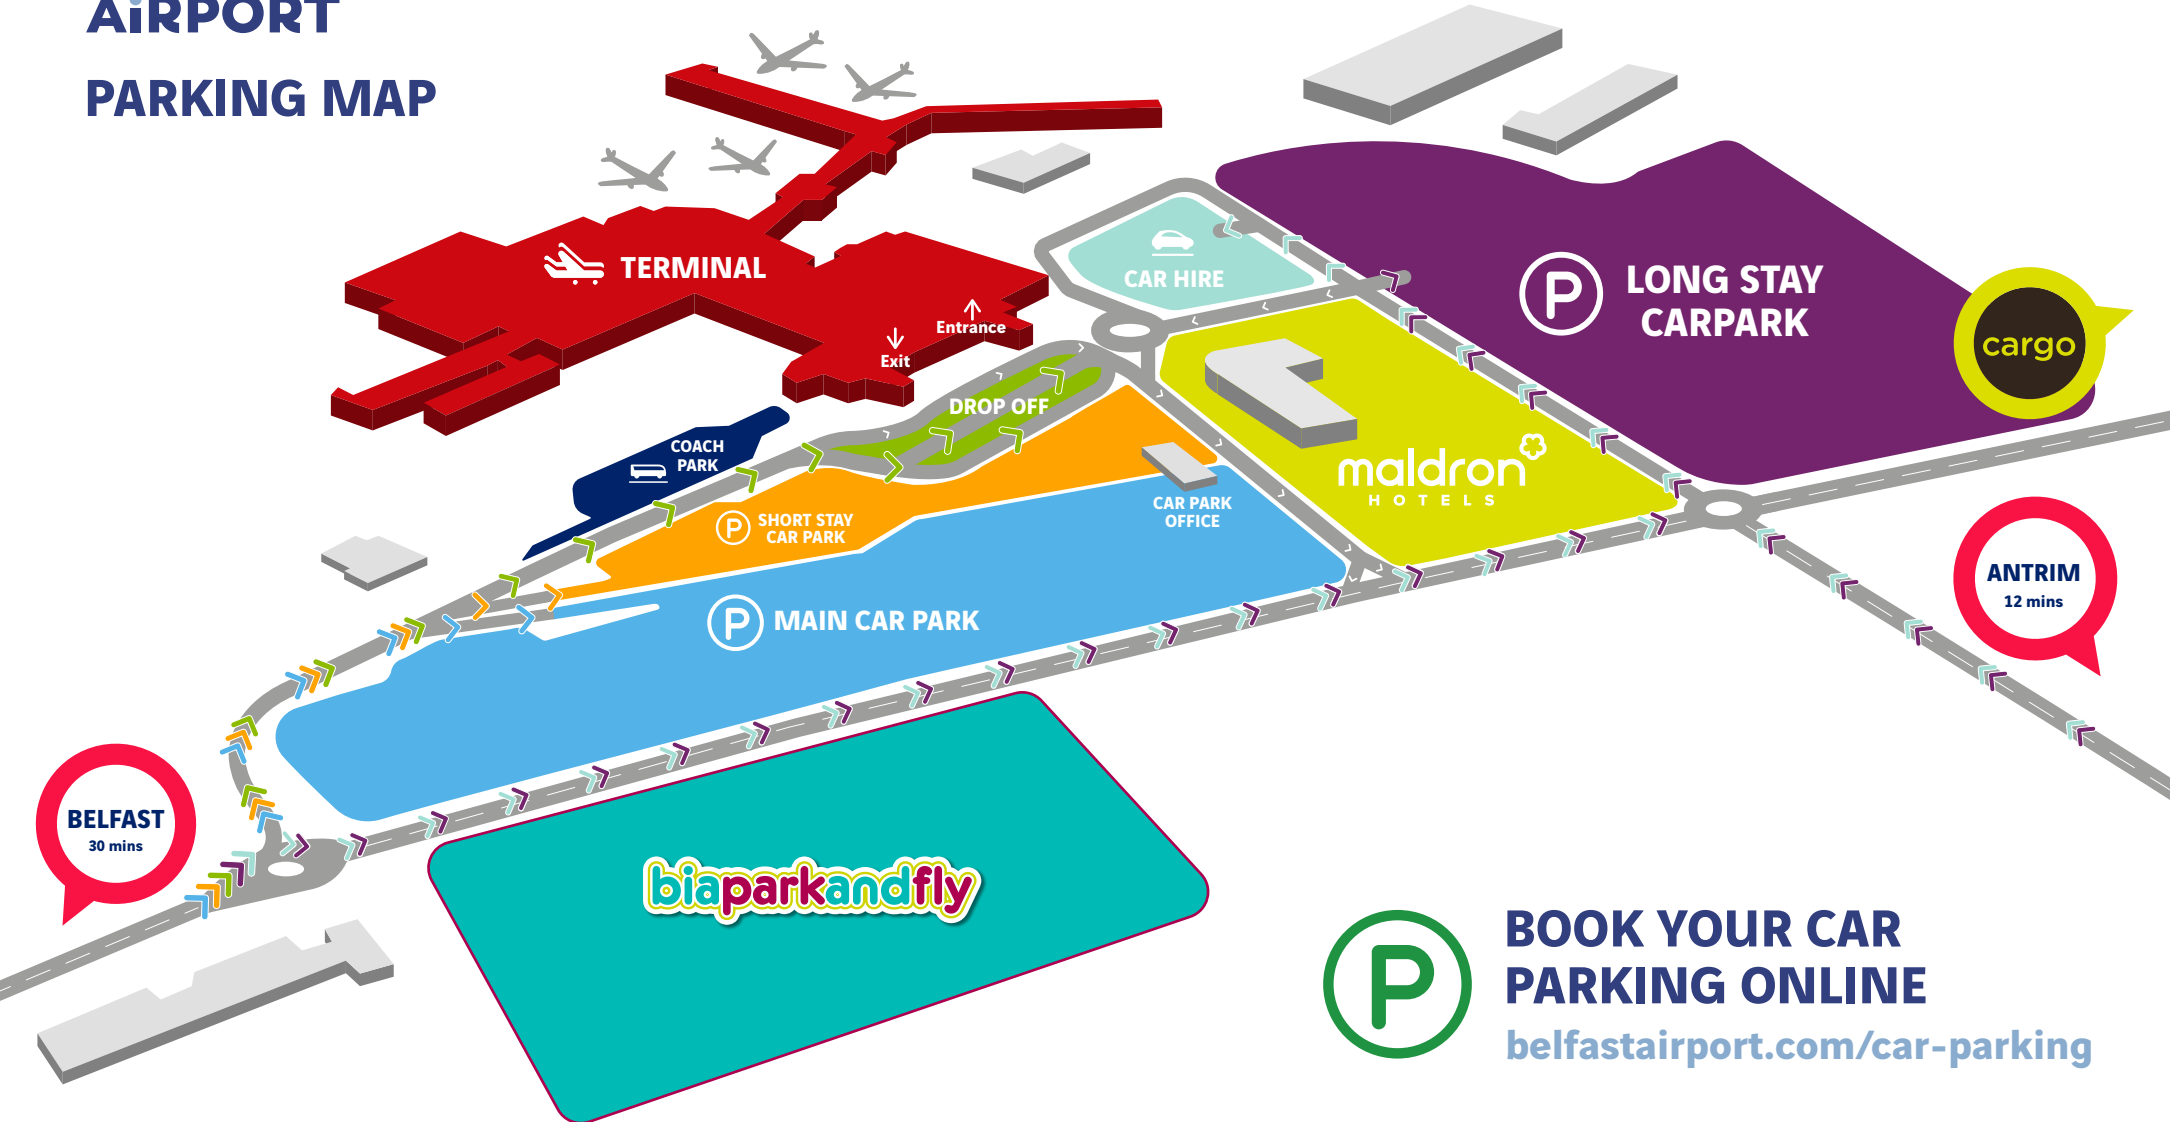 AiRPORT
PARKING MAP
TERMINAL
Entrance
Exit
CAR HIRE
P
LONG STAY
CARPARK
cargo
DROP OFF
COACH
PARK
P
SHORT STAY
CAR PARK
CAR PARK
OFFICE
maldron
HOTELS
P
MAIN CAR PARK
ANTRIM
12 mins
BELFAST
30 mins
biaparkandfly
P
BOOK YOUR CAR
PARKING ONLINE
belfastairport.com/car-parking